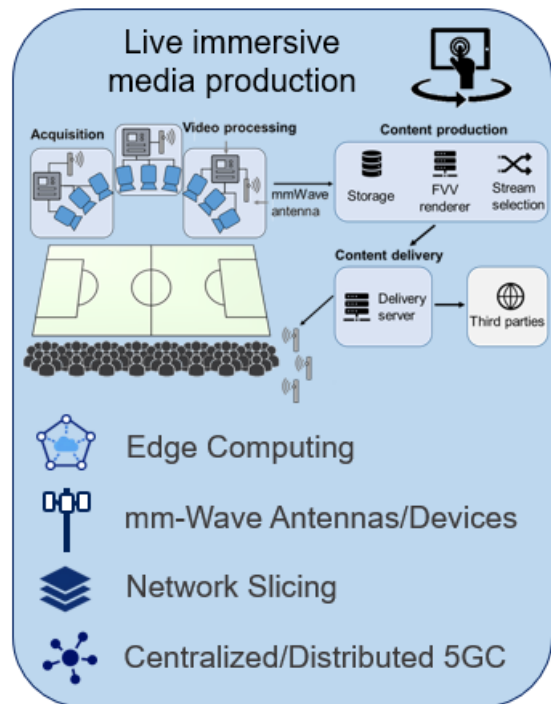 Live immersive
media production
Acquisition
Video processing
mmWave
antenna
Content production
Storage
FVV
renderer
Stream
selection
Content delivery
Delivery
server
Third parties
Edge Computing
mm-Wave Antennas/Devices
Network Slicing
Centralized/Distributed 5GC